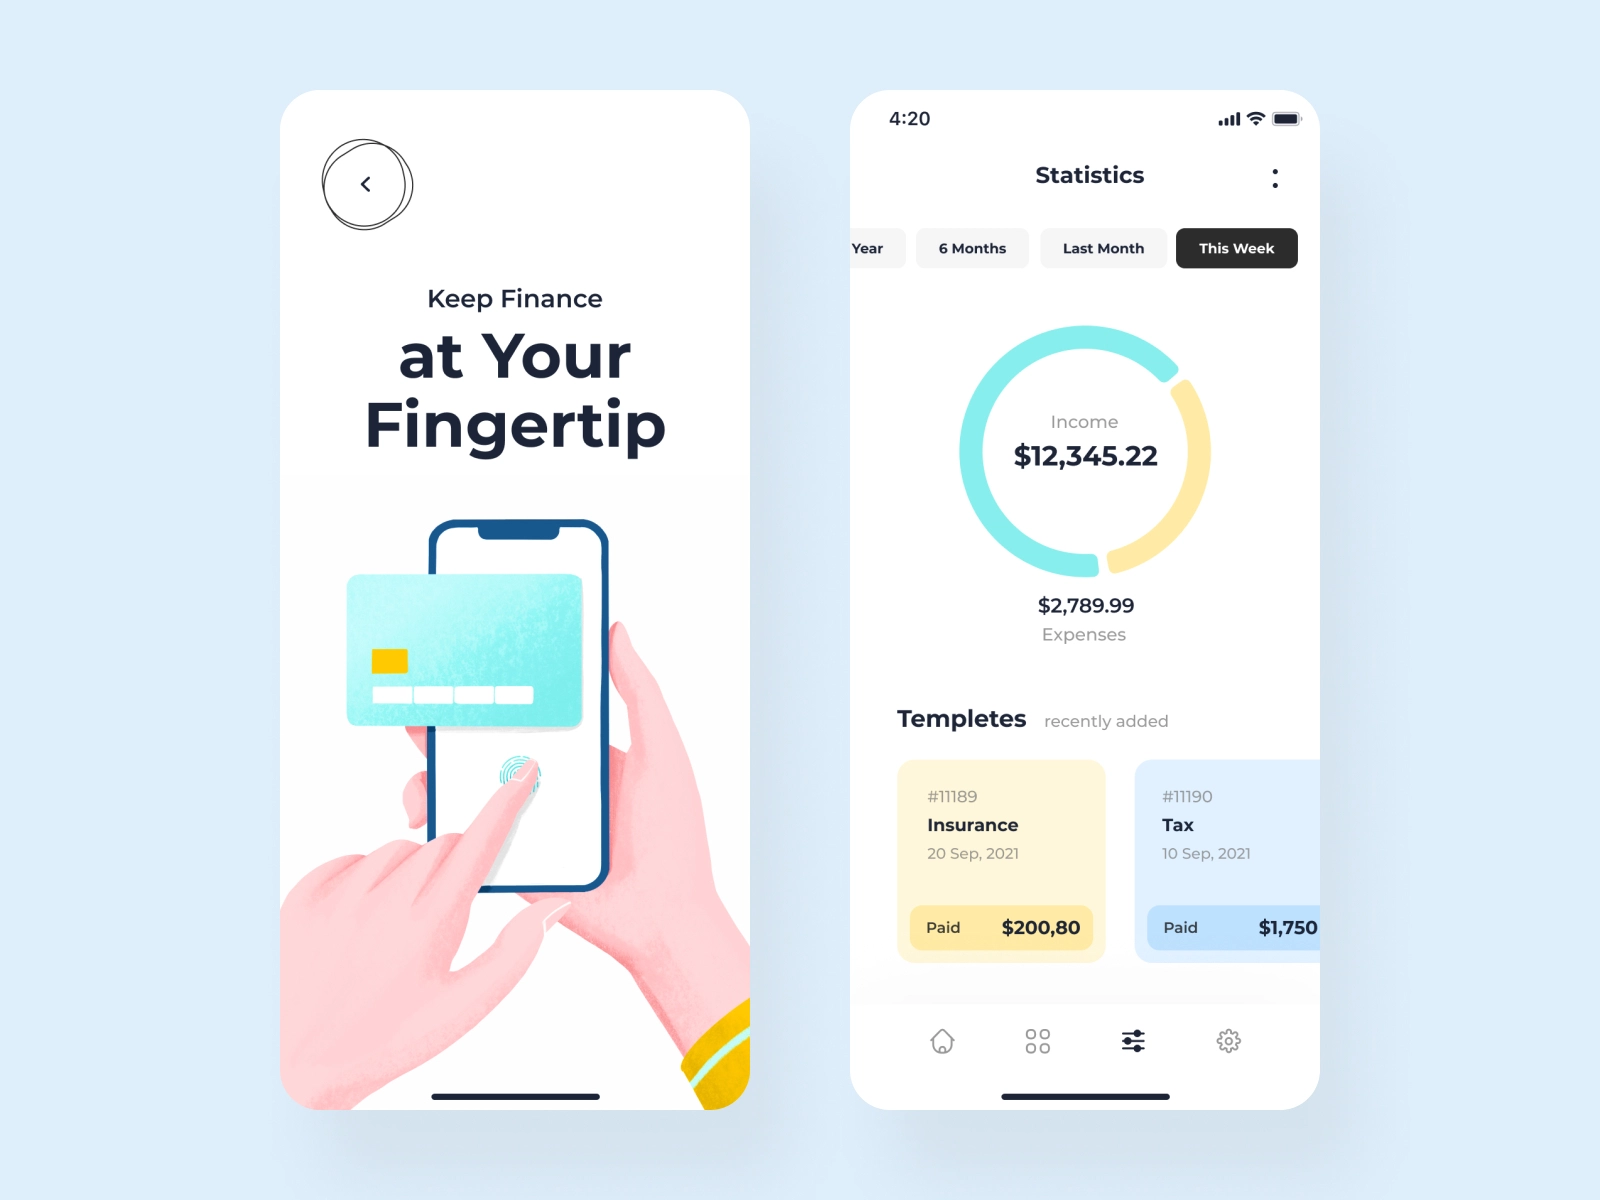 Keep Finance
at Your
Fingertip
4:20
Statistics
Year
6 Months
Last Month
This Week
Income
$12,345.22
$2,789.99
Expenses
Templetes recently added
#11189
Insurance
20 Sep, 2021
Paid $200,80
#11190
Tax
10 Sep, 2021
Paid $1,750